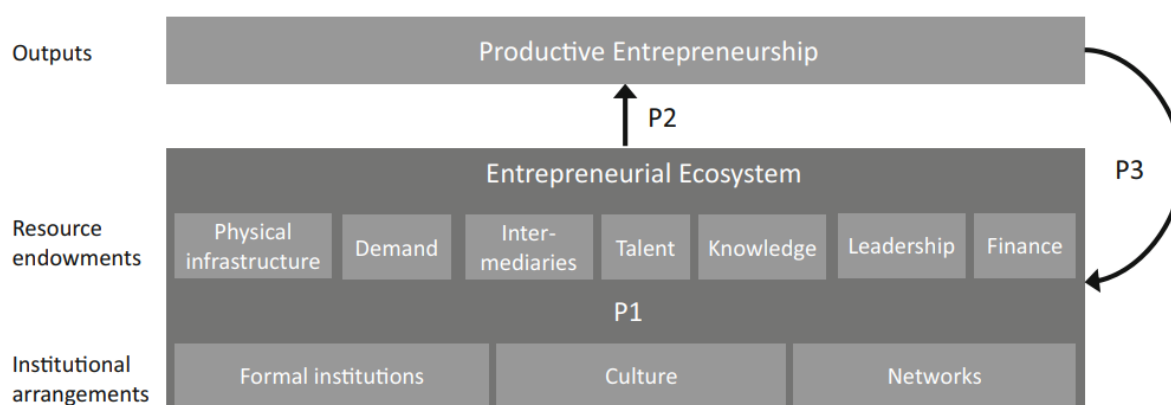 Outputs
Productive Entrepreneurship
P2
P3
Entrepreneurial Ecosystem
Resource
endowments
Physical
infrastructure
Demand
Inter-
mediaries
Talent
Knowledge
Leadership
Finance
P1
Institutional
arrangements
Formal institutions
Culture
Networks